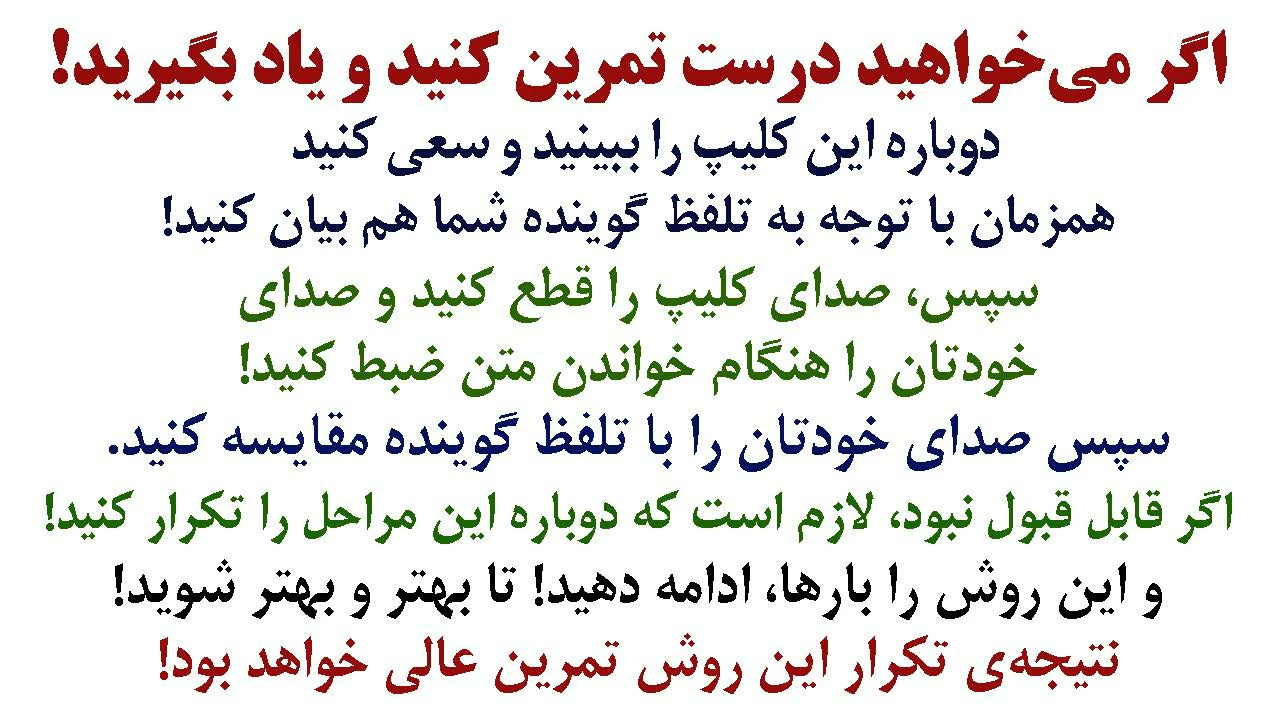 اگر می‌خواهید درست تمرین کنید و یاد بگیرید!
دوباره این کلیپ را ببینید و سعی کنید
همزمان با توجه به تلفظ گوینده شما هم بیان کنید!
سپس، صدای کلیپ را قطع کنید و صدای
خودتان را هنگام خواندن متن ضبط کنید!
سپس صدای خودتان را با تلفظ گوینده مقایسه کنید.
اگر قابل قبول نبود، لازم است که دوباره این مراحل را تکرار کنید!
و این روش را بارها، ادامه دهید! تا بهتر و بهتر شوید!
نتیجه‌ی تکرار این روش تمرین عالی خواهد بود!